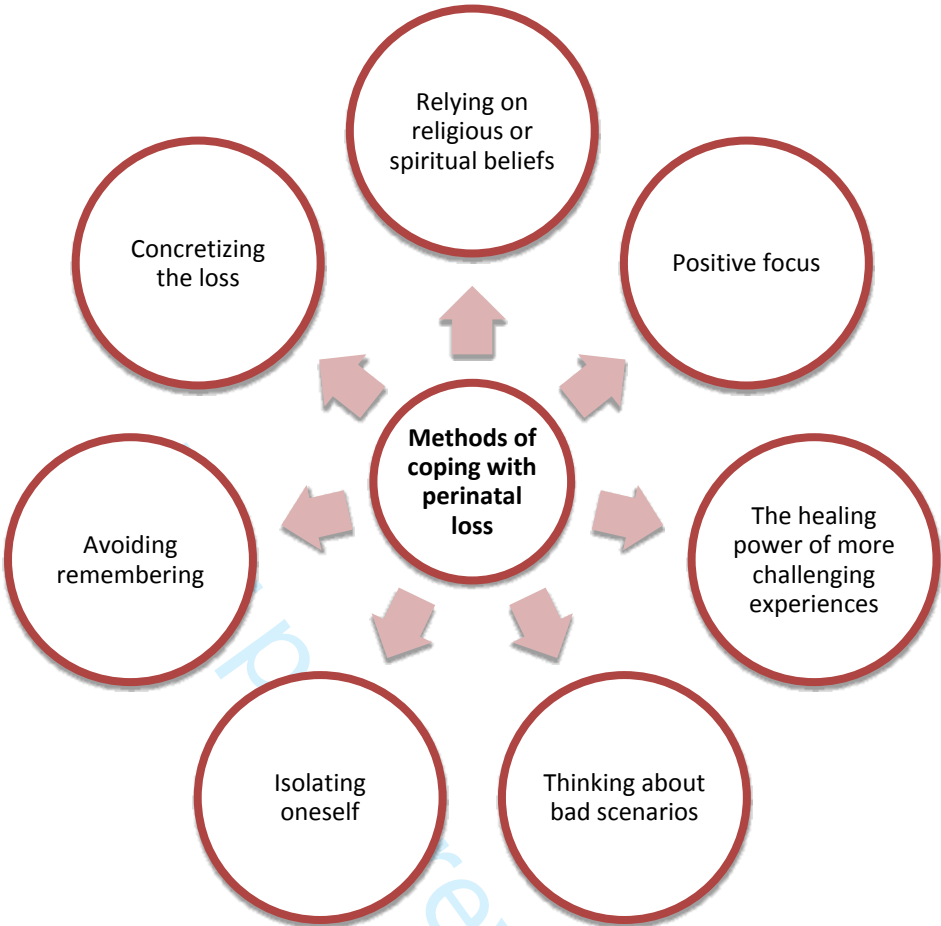 Relying on
religious or
spiritual beliefs
Concretizing
the loss
Positive focus
Methods of
coping with
perinatal
loss
The healing
power of more
challenging
experiences
Avoiding
remembering
Isolating
oneself
Thinking about
bad scenarios